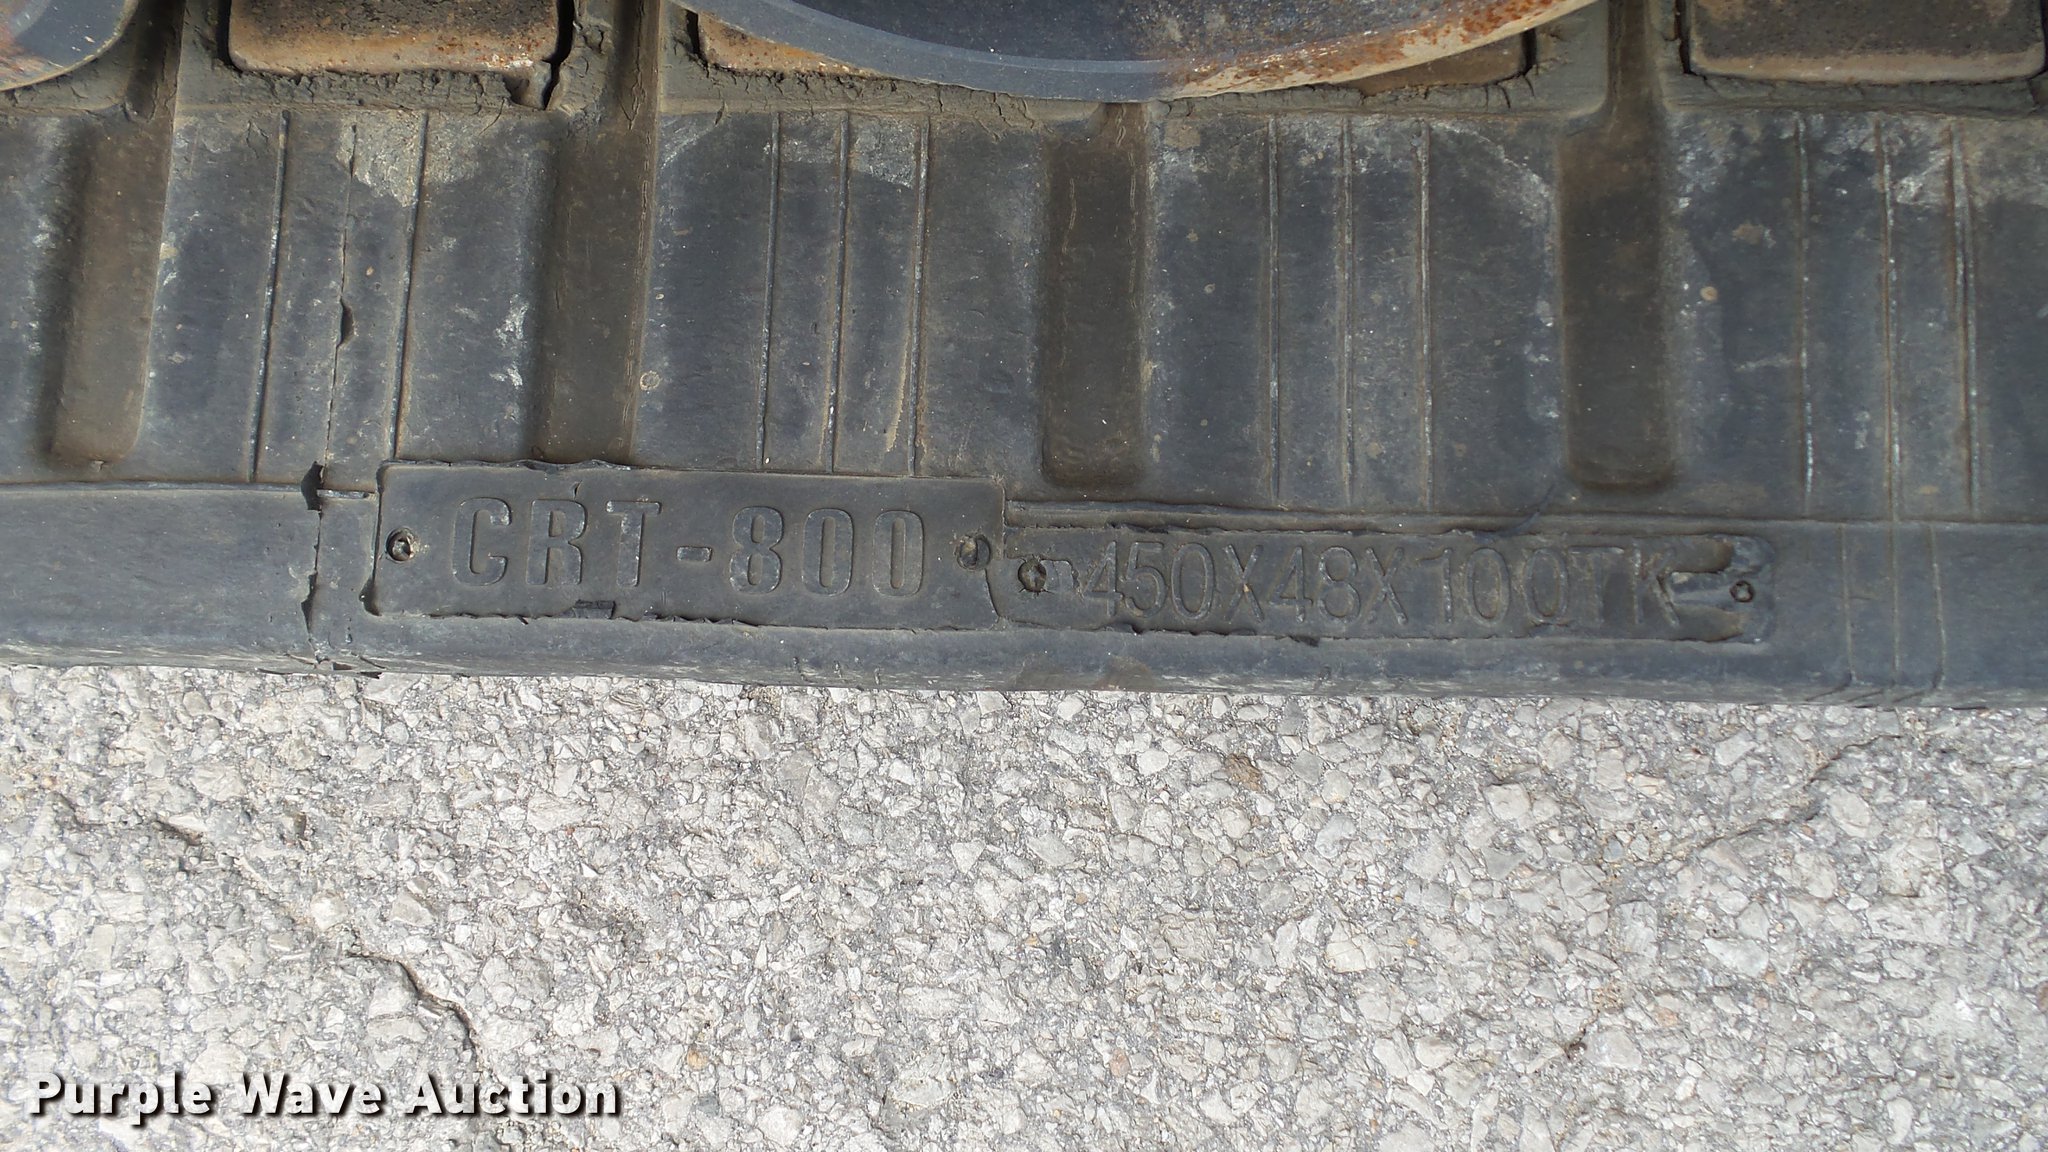 CRT-800
450X48X100TK
Purple Wave Auction